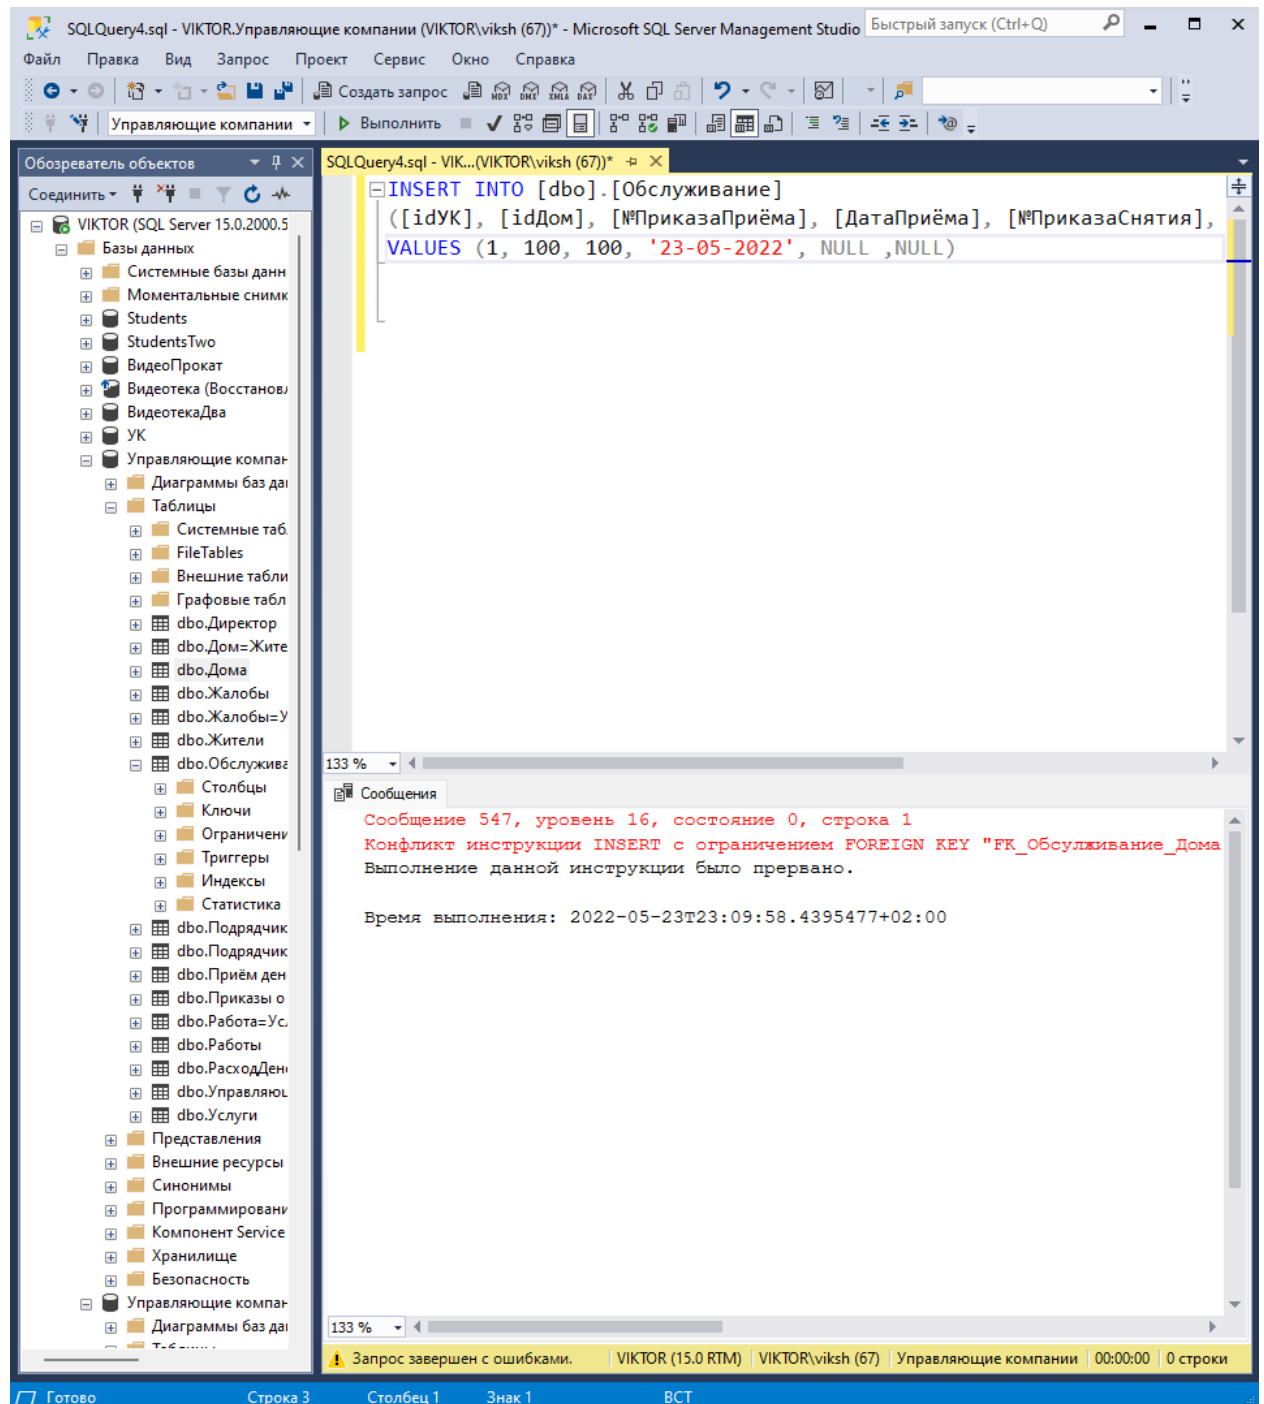 SQLQuery4.sql - VIKTOR.Управляющие компании (VIKTOR\viksh (67))* - Microsoft SQL Server Management Studio
Быстрый запуск (Ctrl+Q)
Файл Правка Вид Запрос Проект Сервис Окно Справка
Создать запрос
MDX DMX XMLA DAX
Управляющие компании
Выполнить
Обозреватель объектов
Соединить
VIKTOR (SQL Server 15.0.2000.5
Базы данных
Системные базы данн
Моментальные снимк
Students
StudentsTwo
ВидеоПрокат
Видеотека (Восстановл
ВидеотекаДва
УК
Управляющие компан
Диаграммы баз да
Таблицы
Системные таб
FileTables
Внешние табли
Графовые табл
dbo.Директор
dbo.Дом=Жите
dbo.Дома
dbo.Жалобы
dbo.Жалобы=У
dbo.Жители
dbo.Обслужива
Столбцы
Ключи
Ограничени
Триггеры
Индексы
Статистика
dbo.Подрядчик
dbo.Подрядчик
dbo.Приём ден
dbo.Приказы о
dbo.Работа=Ус
dbo.Работы
dbo.РасходДен
dbo.Управляющ
dbo.Услуги
Представления
Внешние ресурсы
Синонимы
Программировани
Компонент Service
Хранилище
Безопасность
Управляющие компан
Диаграммы баз да
SQLQuery4.sql - VIK...(VIKTOR\viksh (67))*
INSERT INTO [dbo].[Обслуживание]
([idУК], [idДом], [№ПриказаПриёма], [ДатаПриёма], [№ПриказаСнятия],
VALUES (1, 100, 100, '23-05-2022', NULL ,NULL)
133 %
Сообщения
Сообщение 547, уровень 16, состояние 0, строка 1
Конфликт инструкции INSERT с ограничением FOREIGN KEY "FK_Обсулживание_Дома
Выполнение данной инструкции было прервано.
Время выполнения: 2022-05-23T23:09:58.4395477+02:00
133 %
Запрос завершен с ошибками. VIKTOR (15.0 RTM) VIKTOR\viksh (67) Управляющие компании 00:00:00 0 строки
Готово Строка 3 Столбец 1 Знак 1 ВСТ